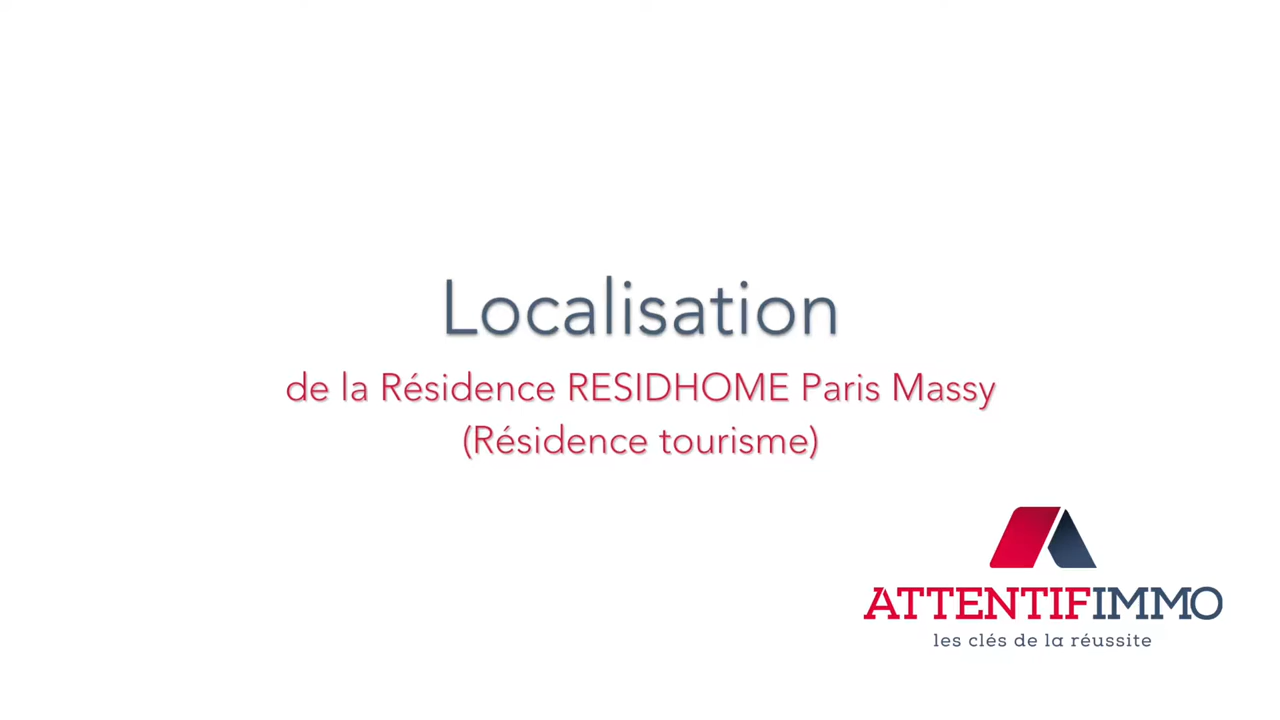 Localisation
de la Résidence RESIDHOME Paris Massy
(Résidence tourisme)
ATTENTIFIMMO
les clés de la réussite